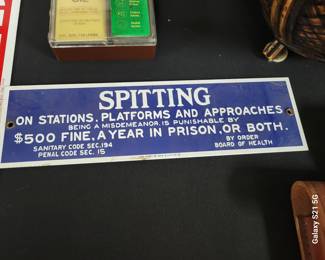 SPITTING
ON STATIONS, PLATFORMS AND APPROACHES
BEING A MISDEMEANOR, IS PUNISHABLE BY
$500 FINE, A YEAR IN PRISON, OR BOTH.
SANITARY CODE SEC. 194
PENAL CODE SEC. 15
BY ORDER
BOARD OF HEALTH
Galaxy S21 5G